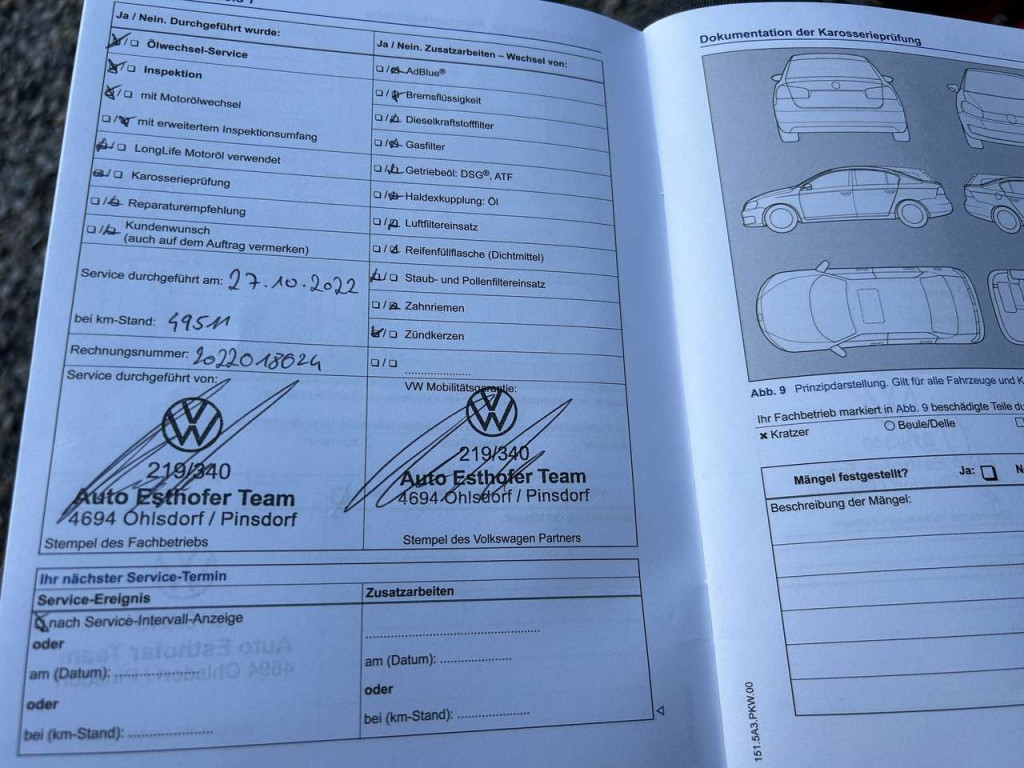 Ja / Nein. Durchgeführt wurde:
Ölwechsel-Service
Inspektion
mit Motorölwechsel
mit erweitertem Inspektionsumfang
LongLife Motoröl verwendet
Karosserieprüfung
Reparaturempfehlung
Kundenwunsch
(auch auf dem Auftrag vermerken)
Service durchgeführt am: 27.10.2022
bei km-Stand: 49511
Rechnungsnummer: 2022018024
Service durchgeführt von:
219/340
Auto Esthofer Team
4694 Ohlsdorf / Pinsdorf
Stempel des Fachbetriebs
Ja / Nein. Zusatzarbeiten – Wechsel von:
AdBlue®
Bremsflüssigkeit
Dieselkraftstofffilter
Gasfilter
Getriebeöl: DSG®, ATF
Haldexkupplung: Öl
Luftfiltereinsatz
Reifenfüllflasche (Dichtmittel)
Staub- und Pollenfiltereinsatz
Zahnriemen
Zündkerzen
VW Mobilitätsgarantie:
219/340
Auto Esthofer Team
4694 Ohlsdorf / Pinsdorf
Stempel des Volkswagen Partners
Ihr nächster Service-Termin
Service-Ereignis
nach Service-Intervall-Anzeige
oder
am (Datum):
oder
bei (km-Stand):
Zusatzarbeiten
am (Datum):
oder
bei (km-Stand):
Dokumentation der Karosserieprüfung
Abb. 9 Prinzipdarstellung. Gilt für alle Fahrzeuge und
Ihr Fachbetrieb markiert in Abb. 9 beschädigte Teile
Kratzer
Beule/Delle
Mängel festgestellt? Ja:
Beschreibung der Mängel:
151.5A3.PKW.00